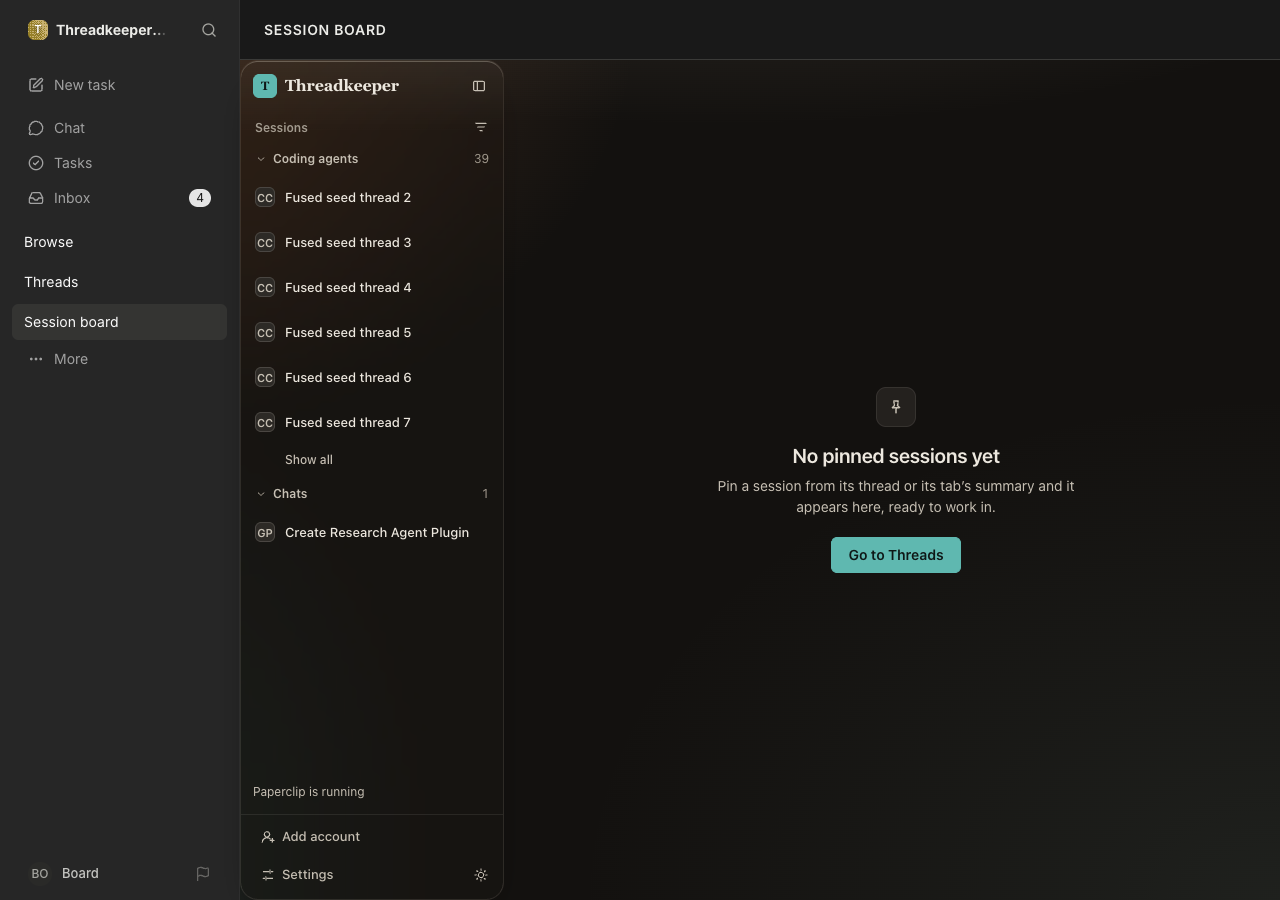 T Threadkeeper...
New task
Chat
Tasks
Inbox 4
Browse
Threads
Session board
More
BO Board
SESSION BOARD
T Threadkeeper
Sessions
Coding agents 39
CC Fused seed thread 2
CC Fused seed thread 3
CC Fused seed thread 4
CC Fused seed thread 5
CC Fused seed thread 6
CC Fused seed thread 7
Show all
Chats 1
GP Create Research Agent Plugin
Paperclip is running
Add account
Settings
No pinned sessions yet
Pin a session from its thread or its tab’s summary and it
appears here, ready to work in.
Go to Threads